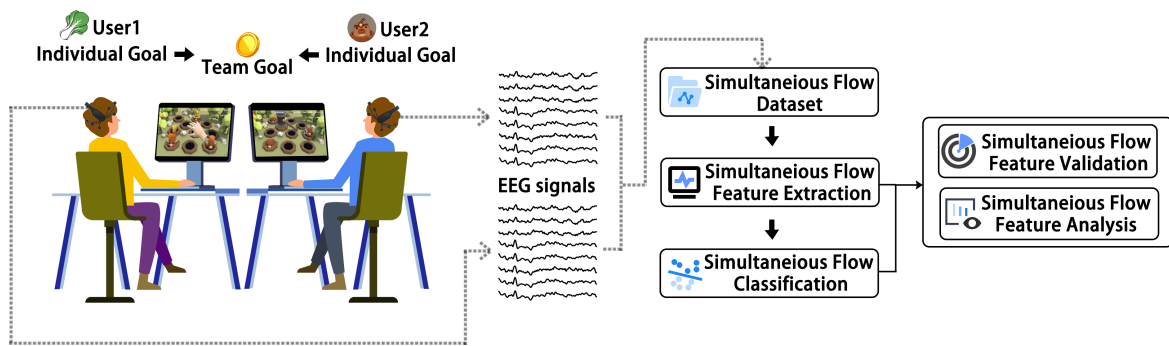 User1
Individual Goal
Team Goal
User2
Individual Goal
EEG signals
Simultaneious Flow
Dataset
Simultaneious Flow
Feature Extraction
Simultaneious Flow
Classification
Simultaneious Flow
Feature Validation
Simultaneious Flow
Feature Analysis